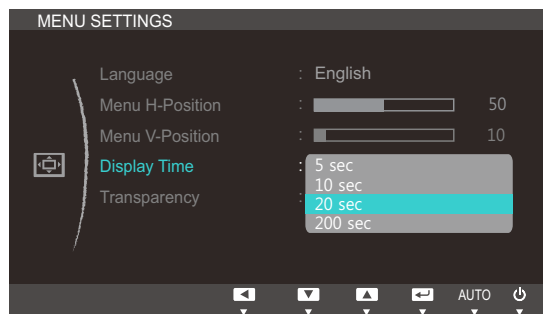 MENU SETTINGS
Language : English
Menu H-Position : 50
Menu V-Position : 10
Display Time : 5 sec
10 sec
20 sec
Transparency :
200 sec
AUTO